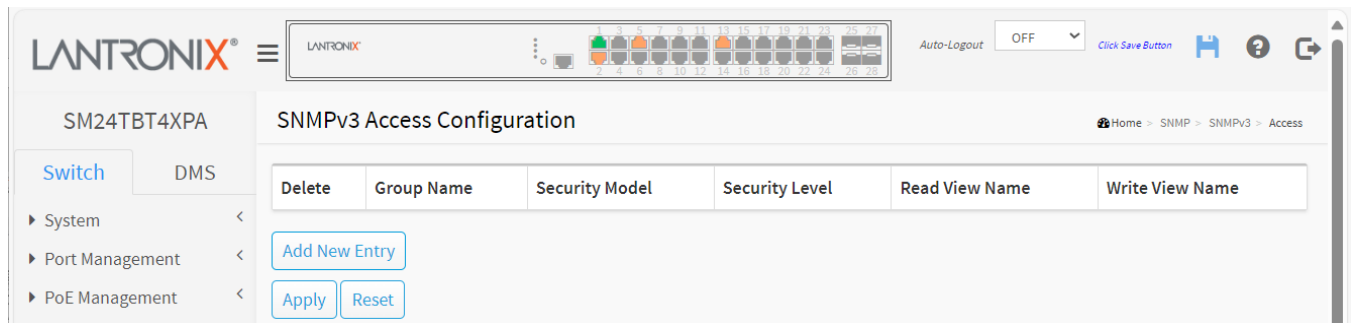 LANTRONIX®
LANTRONIX
1 3 5 7 9 11 13 15 17 19 21 23 25 27
2 4 6 8 10 12 14 16 18 20 22 24 26 28
Auto-Logout OFF Click Save Button
SM24TBT4XPA
SNMPv3 Access Configuration
Home > SNMP > SNMPv3 > Access
Switch DMS
Delete Group Name Security Model Security Level Read View Name Write View Name
System
Port Management
PoE Management
Add New Entry
Apply Reset